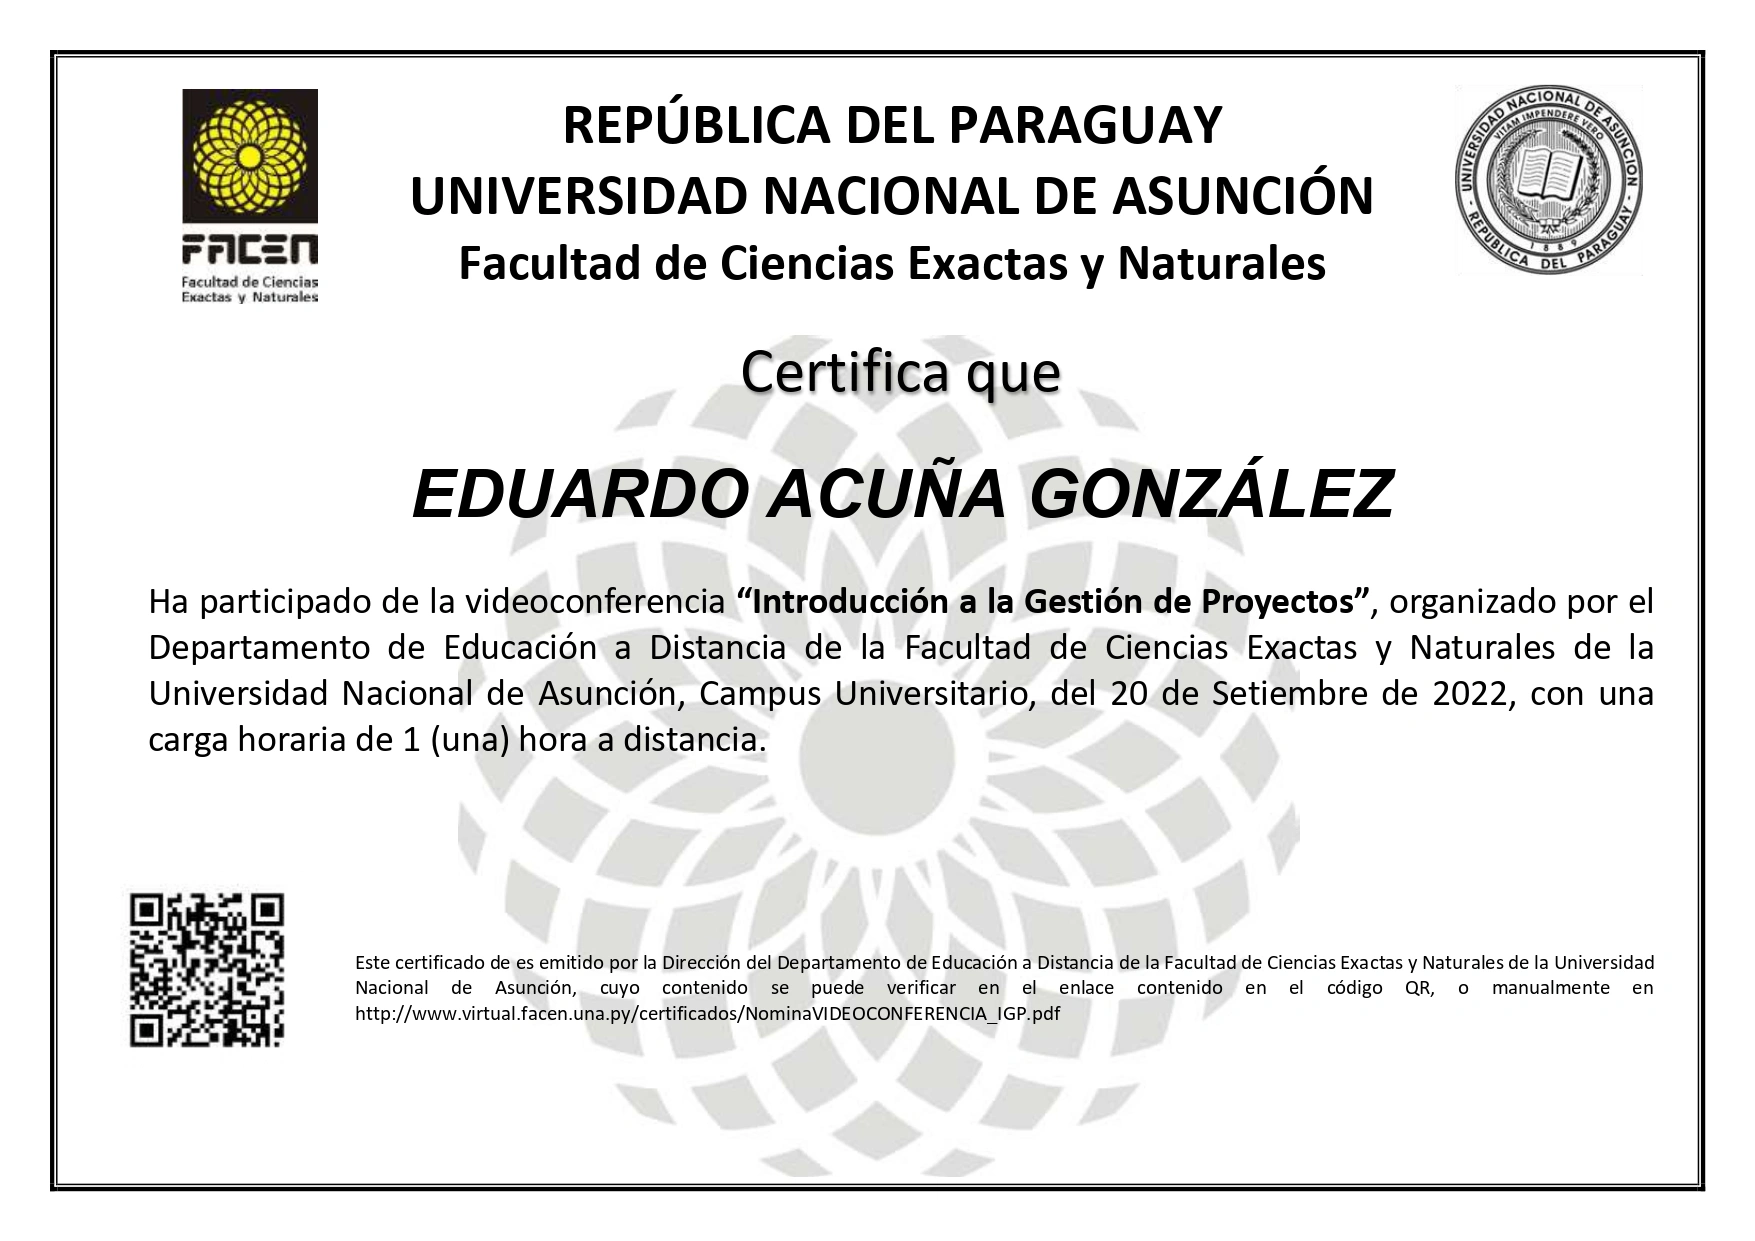 FACEN
Facultad de Ciencias
Exactas y Naturales
REPÚBLICA DEL PARAGUAY
UNIVERSIDAD NACIONAL DE ASUNCIÓN
Facultad de Ciencias Exactas y Naturales
UNIVERSIDAD NACIONAL DE ASUNCION
VITAM IMPENDERE VERO
1889
- REPUBLICA DEL PARAGUAY -
Certifica que
EDUARDO ACUÑA GONZÁLEZ
Ha participado de la videoconferencia “Introducción a la Gestión de Proyectos”, organizado por el
Departamento de Educación a Distancia de la Facultad de Ciencias Exactas y Naturales de la
Universidad Nacional de Asunción, Campus Universitario, del 20 de Setiembre de 2022, con una
carga horaria de 1 (una) hora a distancia.
Este certificado de es emitido por la Dirección del Departamento de Educación a Distancia de la Facultad de Ciencias Exactas y Naturales de la Universidad
Nacional de Asunción, cuyo contenido se puede verificar en el enlace contenido en el código QR, o manualmente en
http://www.virtual.facen.una.py/certificados/NominaVIDEOCONFERENCIA_IGP.pdf